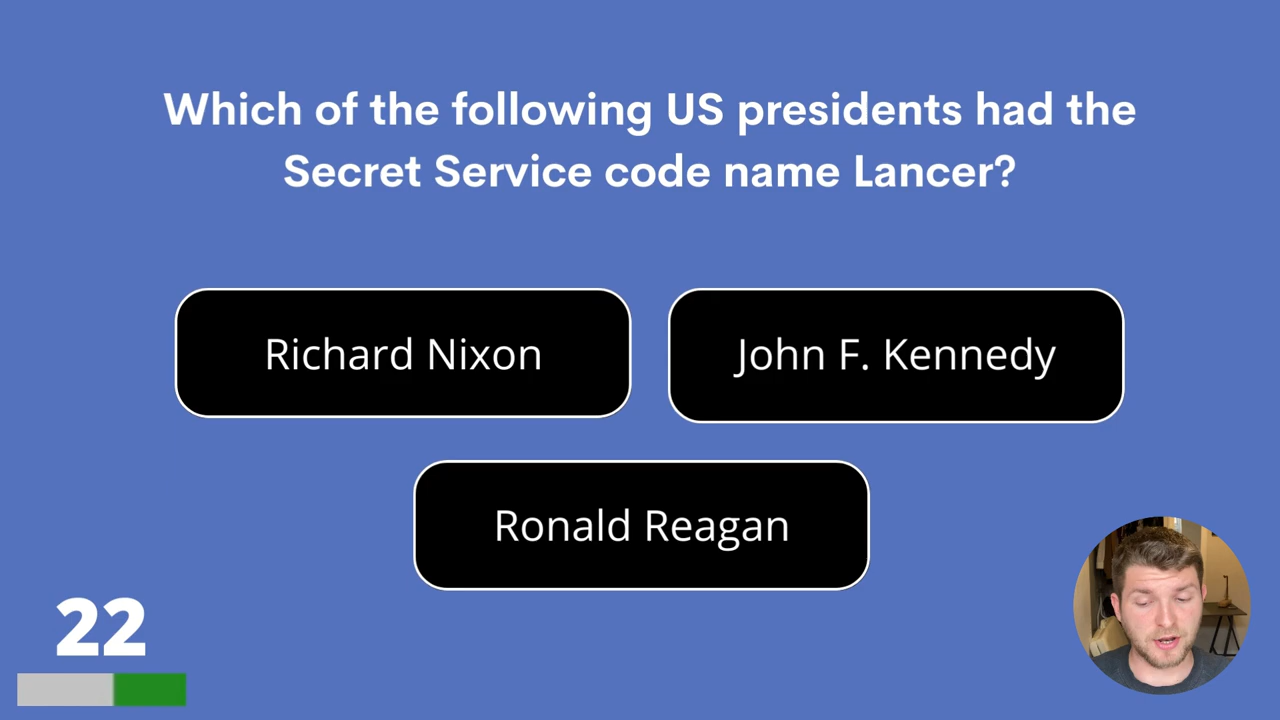 Which of the following US presidents had the
Secret Service code name Lancer?
Richard Nixon
John F. Kennedy
Ronald Reagan
22